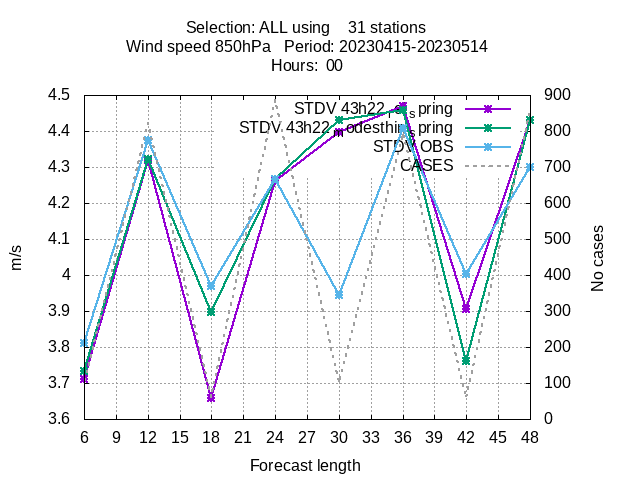 Selection: ALL using 31 stations
Wind speed 850hPa Period: 20230415-20230514
Hours: 00
4.5
4.4
4.3
4.2
4.1
4
3.9
3.8
3.7
3.6
900
800
700
600
500
400
300
200
100
0
STDV 43h22 pring
STDV 43h22 odesthin_spring
STDV OBS
CASES
m/s
No cases
6 9 12 15 18 21 24 27 30 33 36 39 42 45 48
Forecast length